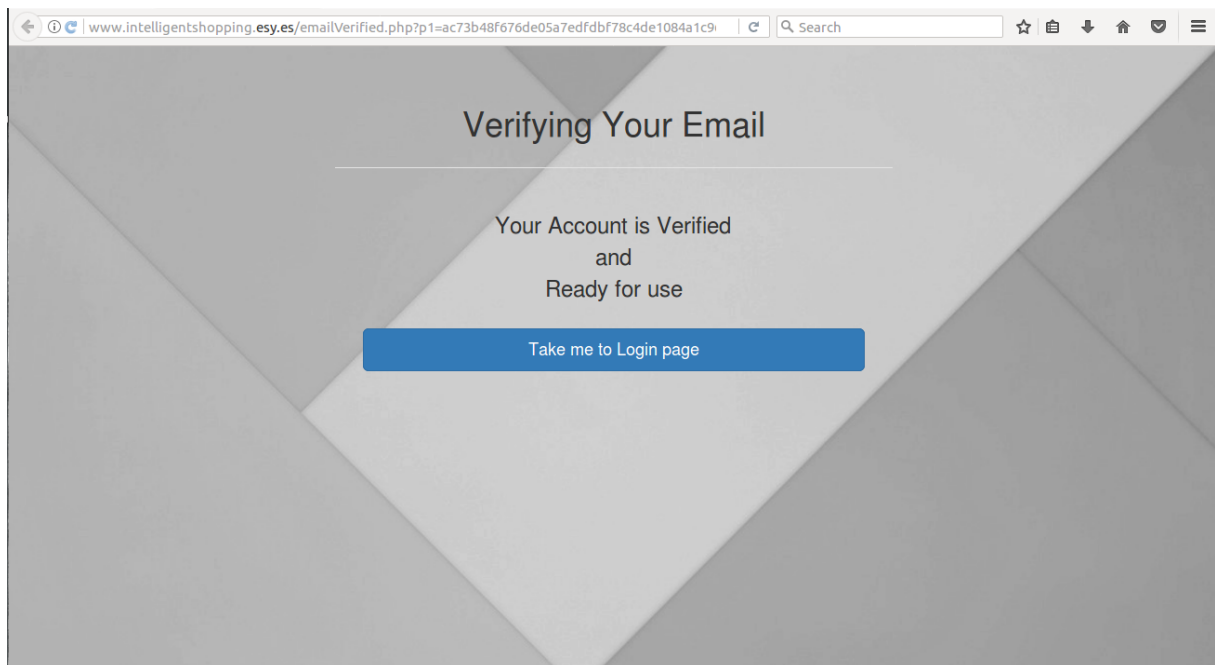 www.intelligentshopping.esy.es/emailVerified.php?p1=ac73b48f676de05a7edfdbf78c4de1084a1c9
Search
Verifying Your Email
Your Account is Verified
and
Ready for use
Take me to Login page